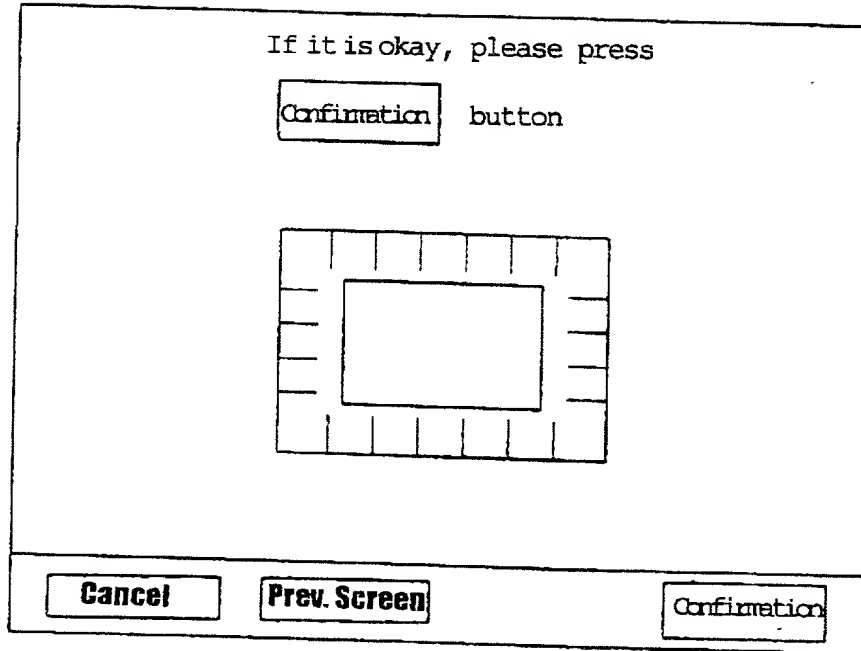 If it is okay, please press
Confirmation button
Cancel Prev. Screen Confirmation